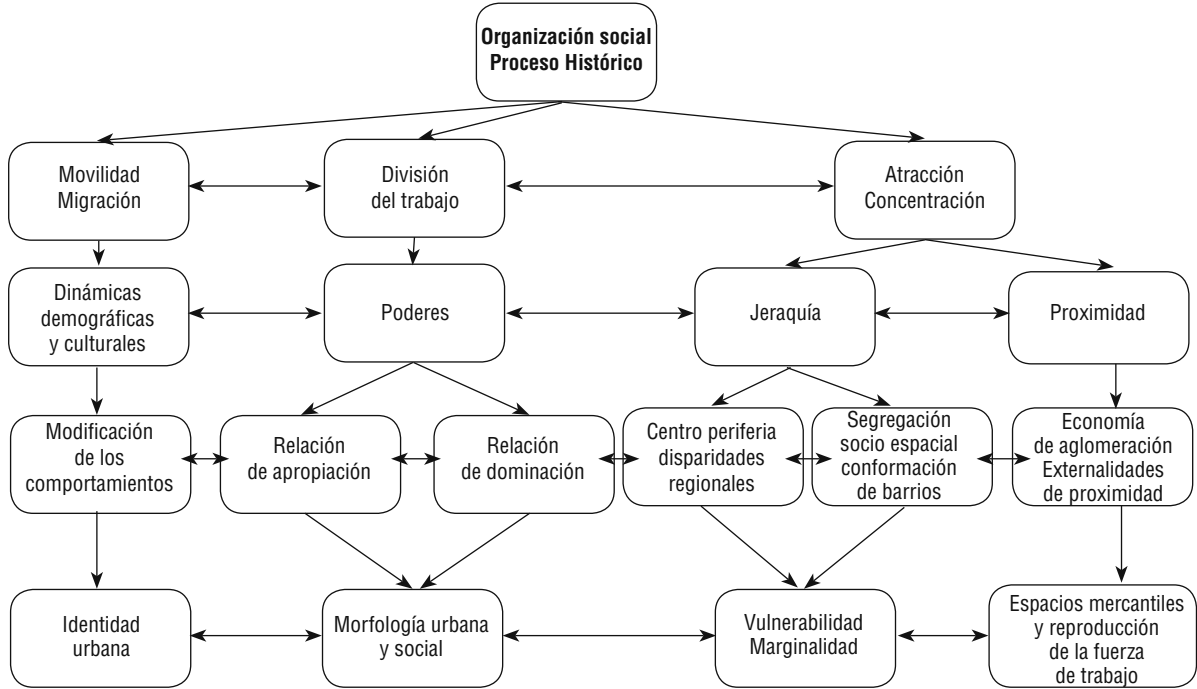 Organización social
Proceso Histórico
Movilidad
Migración
División
del trabajo
Atracción
Concentración
Dinámicas
demográficas
y culturales
Poderes
Jeraquía
Proximidad
Modificación
de los
comportamientos
Relación
de apropiación
Relación
de dominación
Centro periferia
disparidades
regionales
Segregación
socio espacial
conformación
de barrios
Economía
de aglomeración
Externalidades
de proximidad
Identidad
urbana
Morfología urbana
y social
Vulnerabilidad
Marginalidad
Espacios mercantiles
y reproducción
de la fuerza
de trabajo